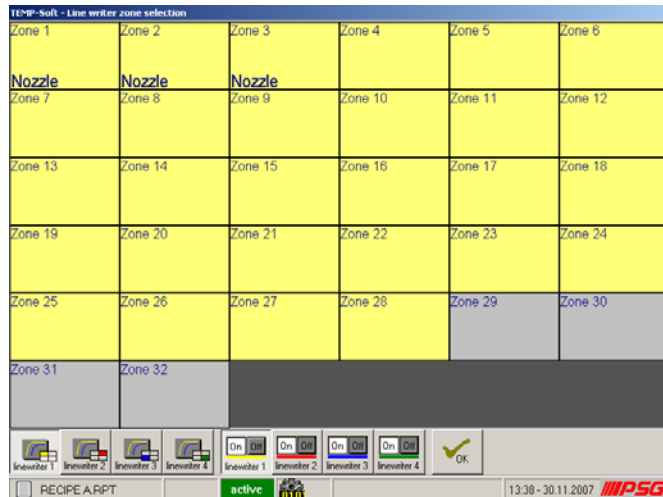 TEMP-Soft - Line writer zone selection
Zone 1 Zone 2 Zone 3 Zone 4 Zone 5 Zone 6
Nozzle Nozzle Nozzle
Zone 7 Zone 8 Zone 9 Zone 10 Zone 11 Zone 12
Zone 13 Zone 14 Zone 15 Zone 16 Zone 17 Zone 18
Zone 19 Zone 20 Zone 21 Zone 22 Zone 23 Zone 24
Zone 25 Zone 26 Zone 27 Zone 28 Zone 29 Zone 30
Zone 31 Zone 32
On Off On Off On Off On Off
linewriter 1 linewriter 2 linewriter 3 linewriter 4 linewriter 1 linewriter 2 linewriter 3 linewriter 4 OK
RECIPE A.RPT active 0101 13:38 - 30.11.2007 PSG